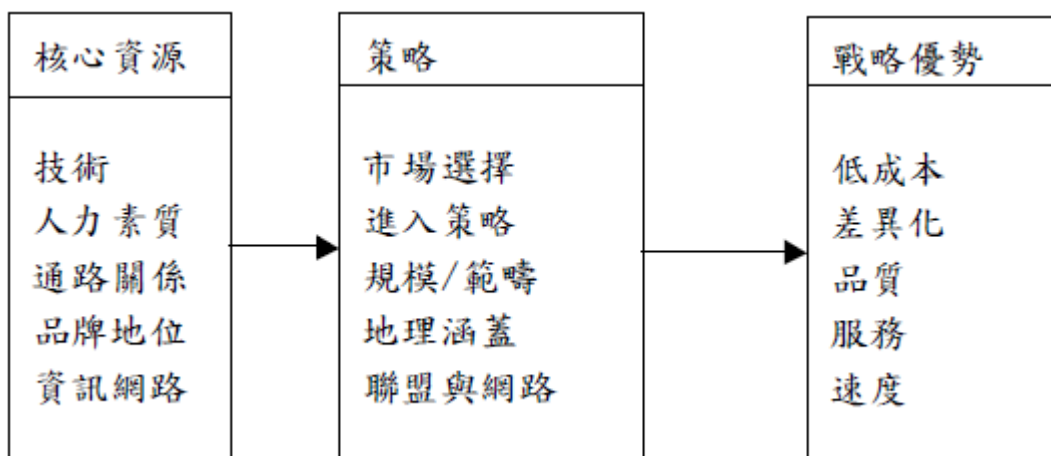 核心資源
技術
人力素質
通路關係
品牌地位
資訊網路
策略
市場選擇
進入策略
規模/範疇
地理涵蓋
聯盟與網路
戰略優勢
低成本
差異化
品質
服務
速度